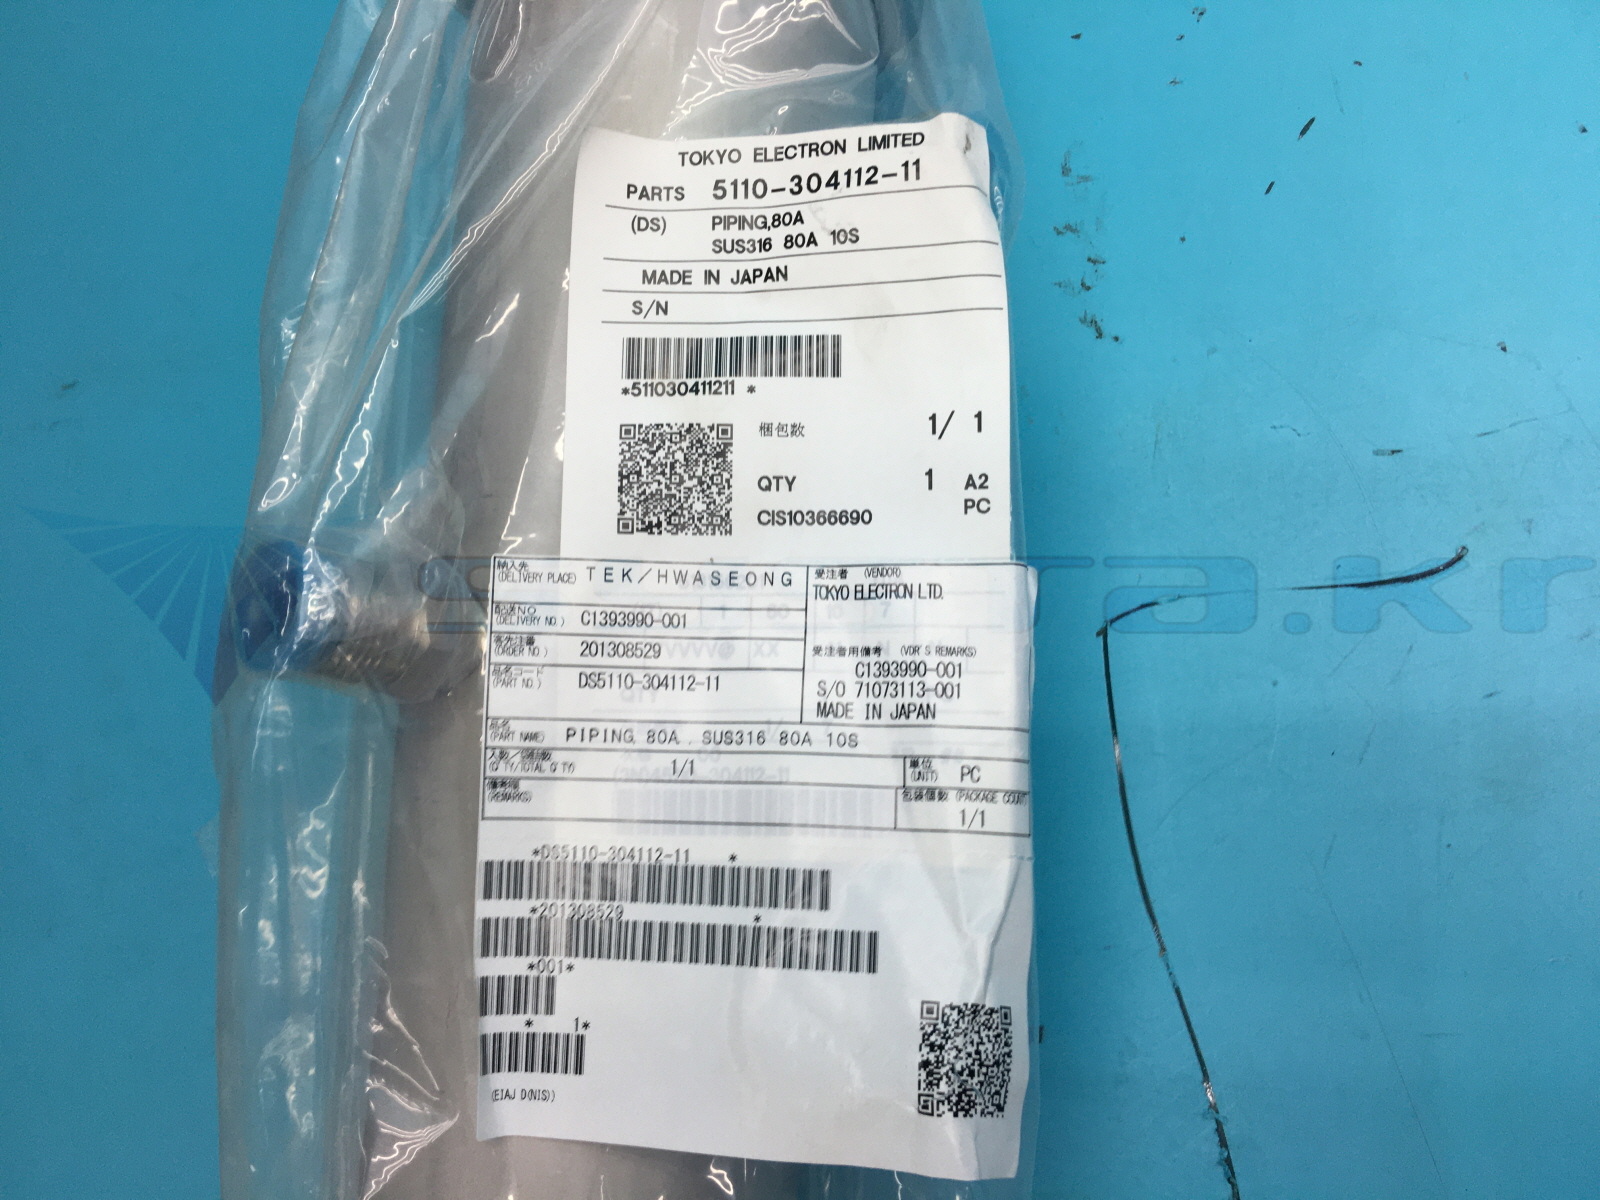 TOKYO ELECTRON LIMITED
PARTS 5110-304112-11
(DS) PIPING,80A
SUS316 80A 10S
MADE IN JAPAN
S/N
*511030411211 *
梱包数 1/ 1
QTY 1 A2
PC
CIS10366690
納入先
(DELIVERY PLACE) TEK/HWASEONG
配送NO
(DELIVERY NO.) C1393990-001
客先注番
(ORDER NO.) 201308529
品名コード
(PART NO.) DS5110-304112-11
受注者 (VENDOR)
TOKYO ELECTRON LTD.
受注者用備考 (VDR'S REMARKS)
C1393990-001
S/O 71073113-001
MADE IN JAPAN
品名
(PART NAME) PIPING, 80A, SUS316 80A 10S
(Q'TY/TOTAL Q'TY) 1/1
単位
(UNIT) PC
備考欄
(REMARKS)
包装個数 (PACKAGE COUNT)
1/1
*DS5110-304112-11 *
*201308529 *
*001*
* 1*
(EIAJ D(NIS))